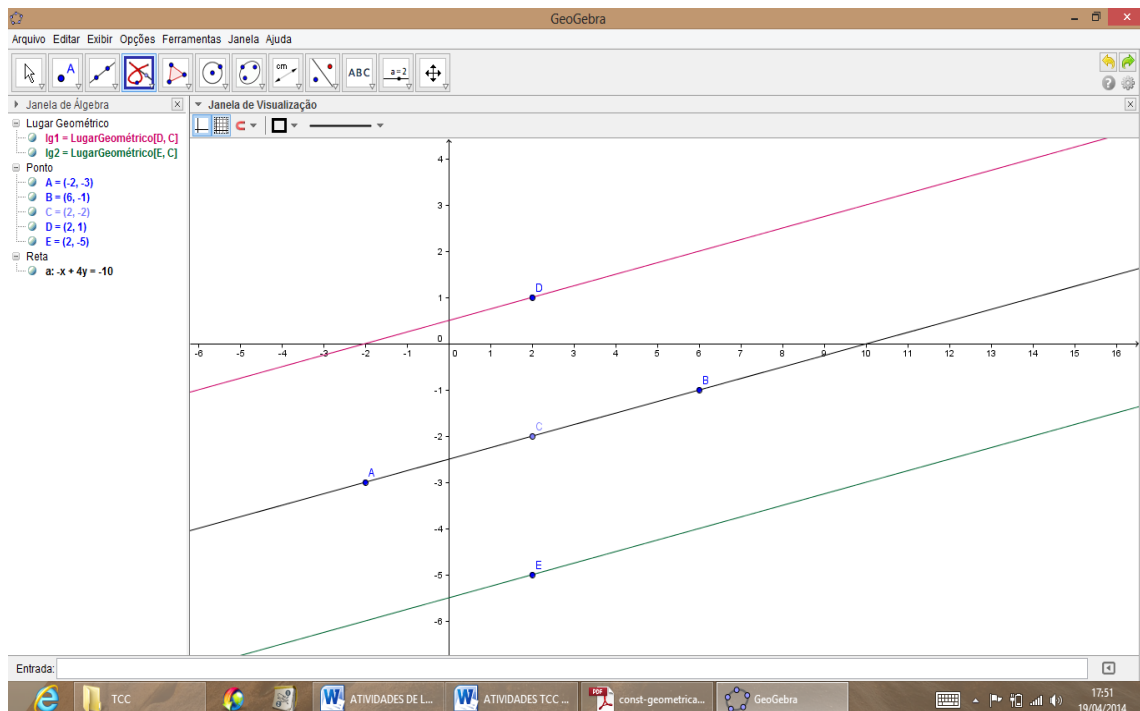 GeoGebra
Arquivo Editar Exibir Opções Ferramentas Janela Ajuda
A
cm
ABC
a=2
Janela de Álgebra
Janela de Visualização
Lugar Geométrico
lg1 = LugarGeométrico[D, C]
lg2 = LugarGeométrico[E, C]
Ponto
A = (-2, -3)
B = (6, -1)
C = (2, -2)
D = (2, 1)
E = (2, -5)
Reta
a: -x + 4y = -10
4
3
2
D
1
0
-6 -5 -4 -3 -2 -1 0 1 2 3 4 5 6 7 8 9 10 11 12 13 14 15 16
B
-1
C
-2
A
-3
-4
E
-5
-6
Entrada:
TCC
ATIVIDADES DE L...
ATIVIDADES TCC ...
PDF
const-geometrica...
GeoGebra
17:51
19/04/2014